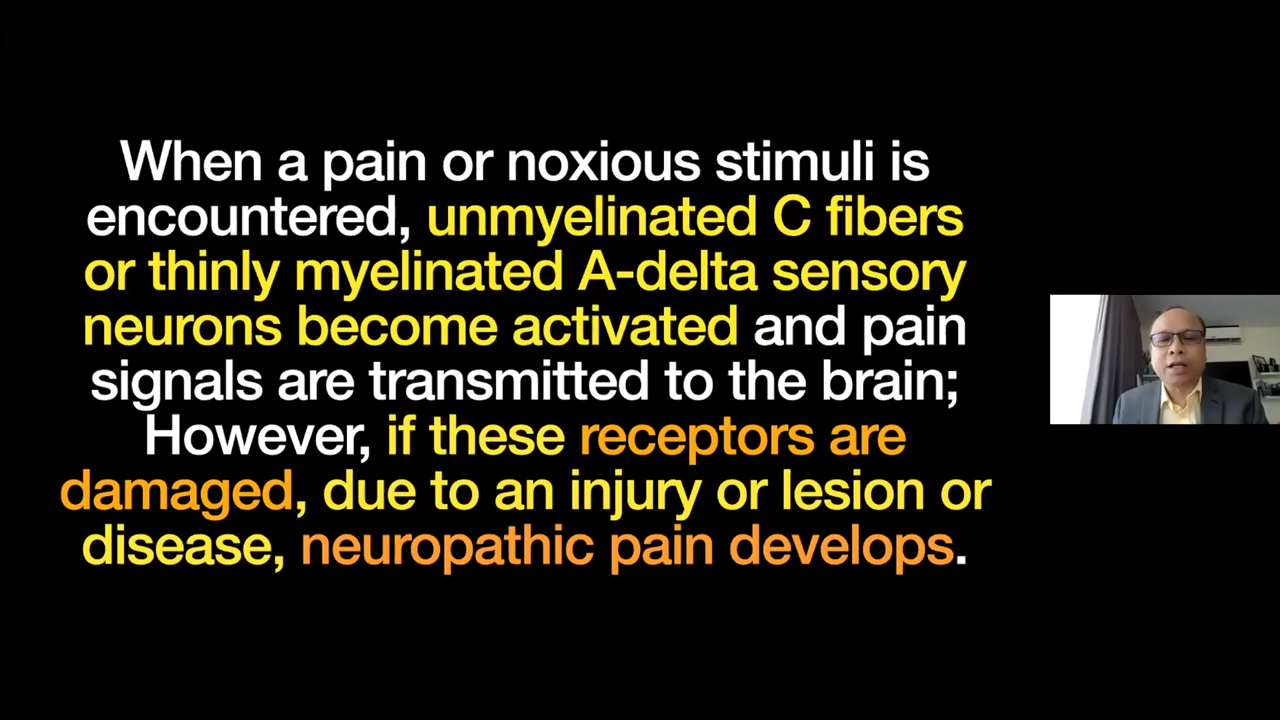 When a pain or noxious stimuli is
encountered, unmyelinated C fibers
or thinly myelinated A-delta sensory
neurons become activated and pain
signals are transmitted to the brain;
However, if these receptors are
damaged, due to an injury or lesion or
disease, neuropathic pain develops.